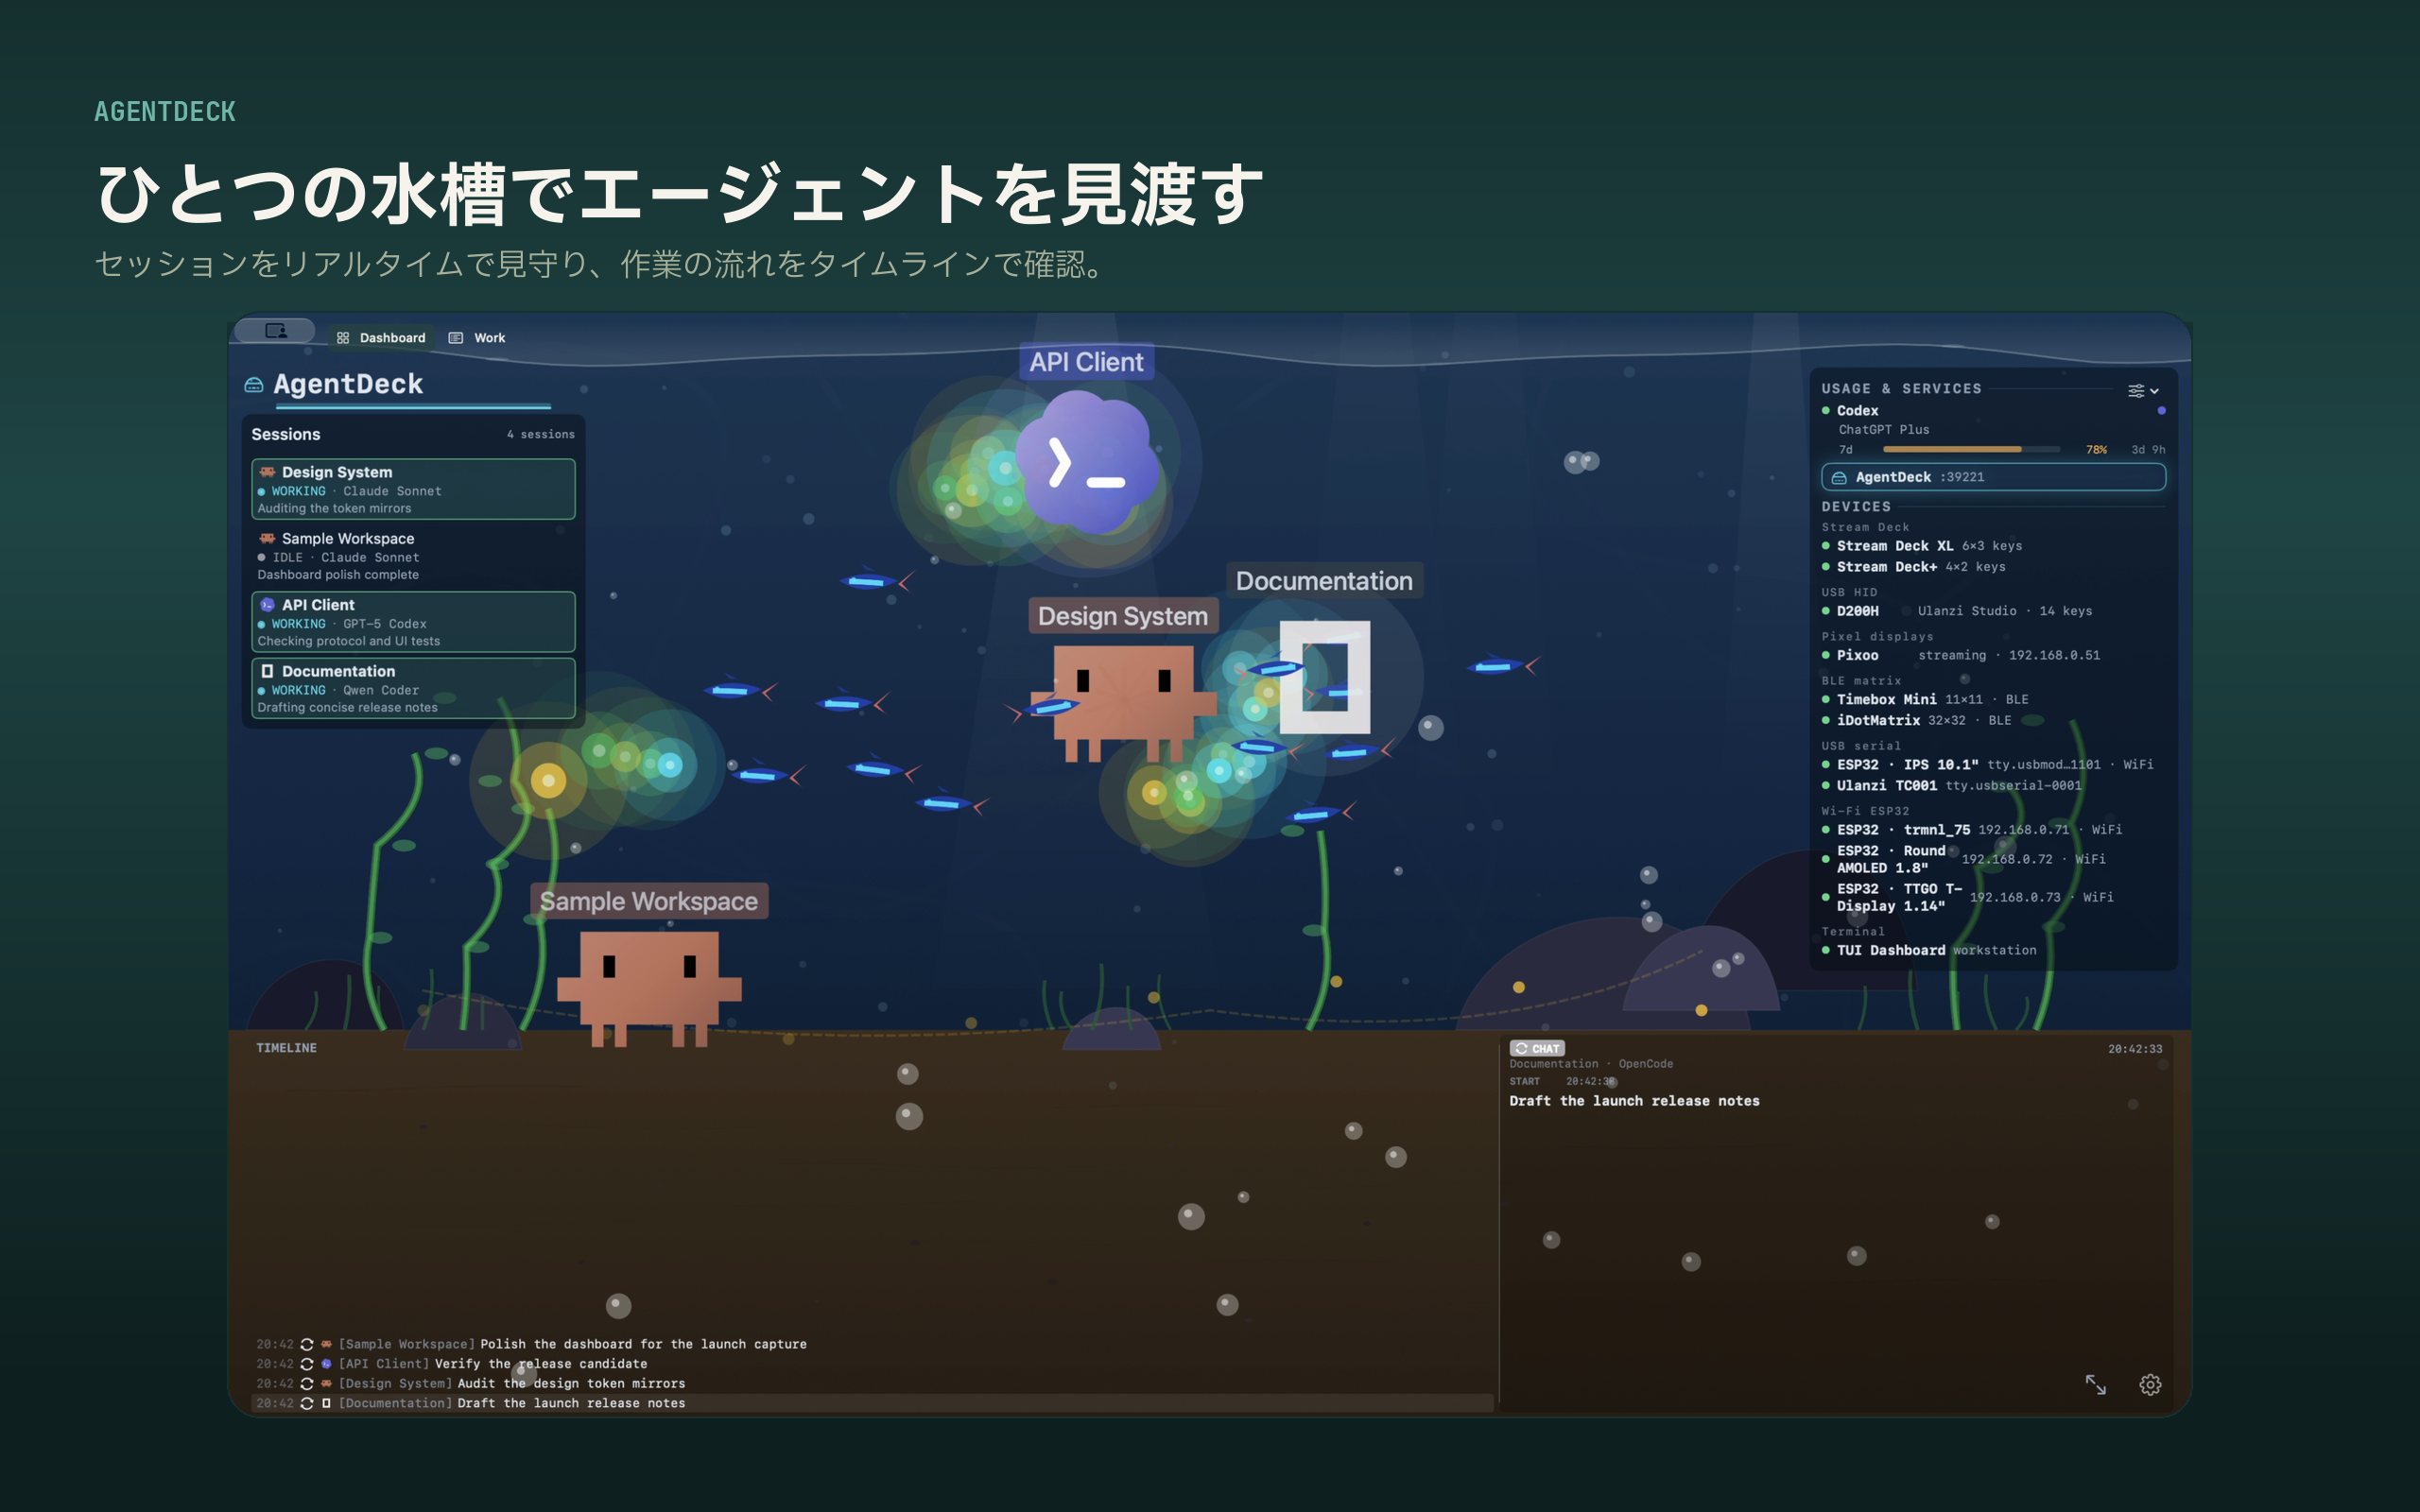 AGENTDECK
ひとつの水槽でエージェントを見渡す
セッションをリアルタイムで見守り、作業の流れをタイムラインで確認。
Dashboard
Work
AgentDeck
Sessions
4 sessions
Design System
WORKING · Claude Sonnet
Auditing the token mirrors
Sample Workspace
IDLE · Claude Sonnet
Dashboard polish complete
API Client
WORKING · GPT-5 Codex
Checking protocol and UI tests
Documentation
WORKING · Qwen Coder
Drafting concise release notes
API Client
Documentation
Design System
Sample Workspace
USAGE & SERVICES
Codex
ChatGPT Plus
7d 78% 3d 9h
AgentDeck :39221
DEVICES
Stream Deck
Stream Deck XL 6×3 keys
Stream Deck+ 4×2 keys
USB HID
D200H Ulanzi Studio · 14 keys
Pixel displays
Pixoo streaming · 192.168.0.51
BLE matrix
Timebox Mini 11×11 · BLE
iDotMatrix 32×32 · BLE
USB serial
ESP32 · IPS 10.1" tty.usbmod…1101 · WiFi
Ulanzi TC001 tty.usbserial-0001
Wi-Fi ESP32
ESP32 · trmnl_75 192.168.0.71 · WiFi
ESP32 · Round
AMOLED 1.8" 192.168.0.72 · WiFi
ESP32 · TTGO T-
Display 1.14" 192.168.0.73 · WiFi
Terminal
TUI Dashboard workstation
TIMELINE
20:42 [Sample Workspace] Polish the dashboard for the launch capture
20:42 [API Client] Verify the release candidate
20:42 [Design System] Audit the design token mirrors
20:42 [Documentation] Draft the launch release notes
CHAT
20:42:33
Documentation · OpenCode
START
Draft the launch release notes